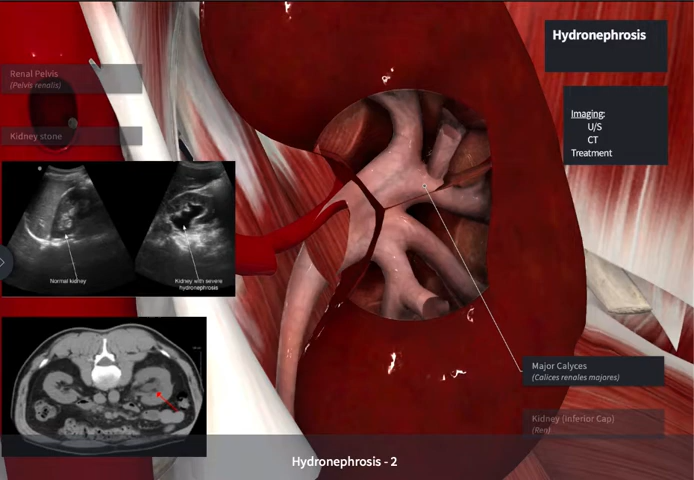 Hydronephrosis
Renal Pelvis
(Pelvis renalis)
Kidney stone
Imaging:
U/S
CT
Treatment
Normal kidney
Kidney with severe
hydronephrosis
Major Calyces
(Calices renales majores)
Kidney (Inferior Cap)
(Ren)
Hydronephrosis - 2